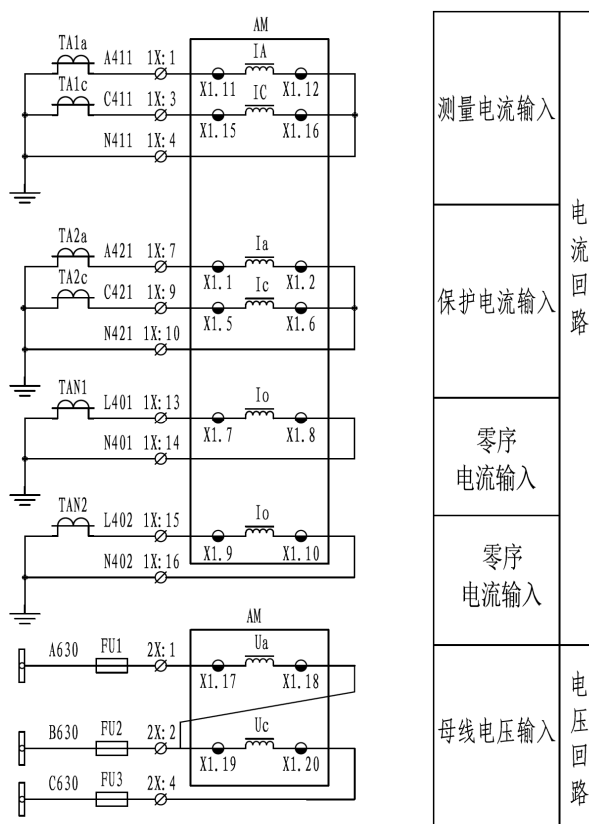 AM
TA1a A411 1X:1 IA
X1.11 X1.12
TA1c C411 1X:3 IC
X1.15 X1.16
N411 1X:4
测量电流输入
TA2a A421 1X:7 Ia
X1.1 X1.2
TA2c C421 1X:9 Ic
X1.5 X1.6
N421 1X:10
保护电流输入
电流回路
TAN1 L401 1X:13 Io
X1.7 X1.8
N401 1X:14
零序
电流输入
TAN2 L402 1X:15 Io
X1.9 X1.10
N402 1X:16
零序
电流输入
AM
A630 FU1 2X:1 Ua
X1.17 X1.18
B630 FU2 2X:2 Uc
X1.19 X1.20
C630 FU3 2X:4
母线电压输入
电压回路